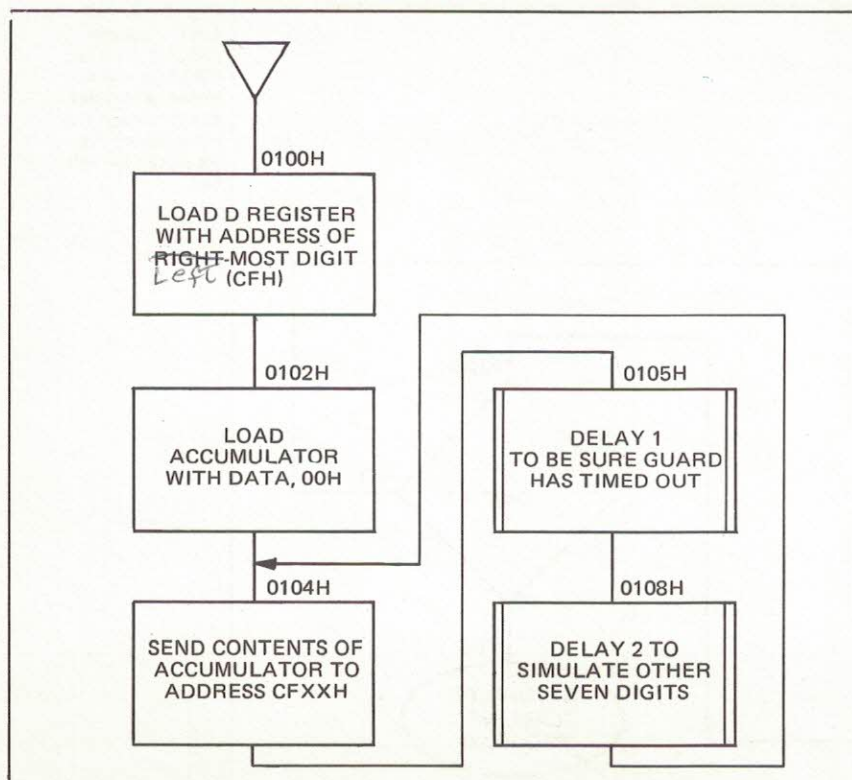 0100H
LOAD D REGISTER
WITH ADDRESS OF
RIGHT-MOST DIGIT
Left (CFH)
0102H
LOAD
ACCUMULATOR
WITH DATA, 00H
0104H
SEND CONTENTS OF
ACCUMULATOR TO
ADDRESS CFXXH
0105H
DELAY 1
TO BE SURE GUARD
HAS TIMED OUT
0108H
DELAY 2 TO
SIMULATE OTHER
SEVEN DIGITS